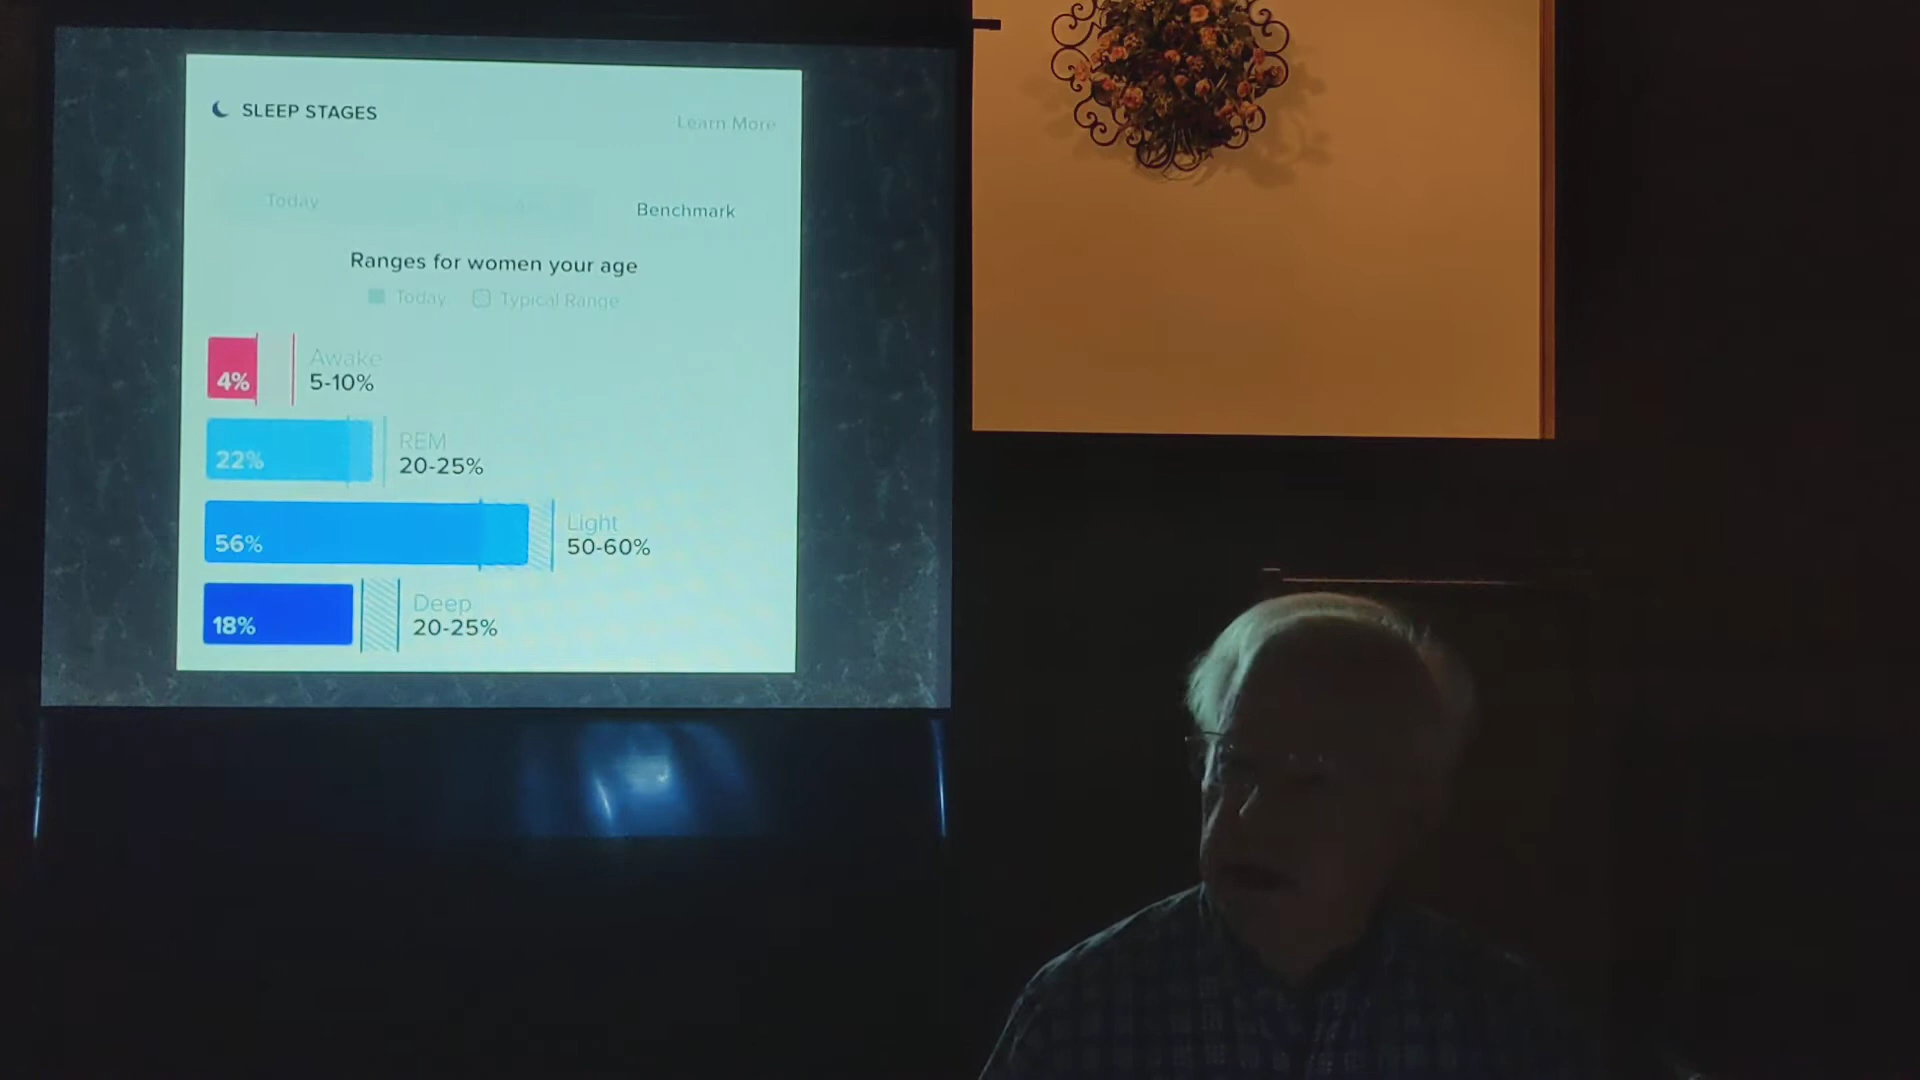 SLEEP STAGES
Learn More
Today
Benchmark
Ranges for women your age
Today Typical Range
4% Awake
5-10%
22% REM
20-25%
56% Light
50-60%
18% Deep
20-25%